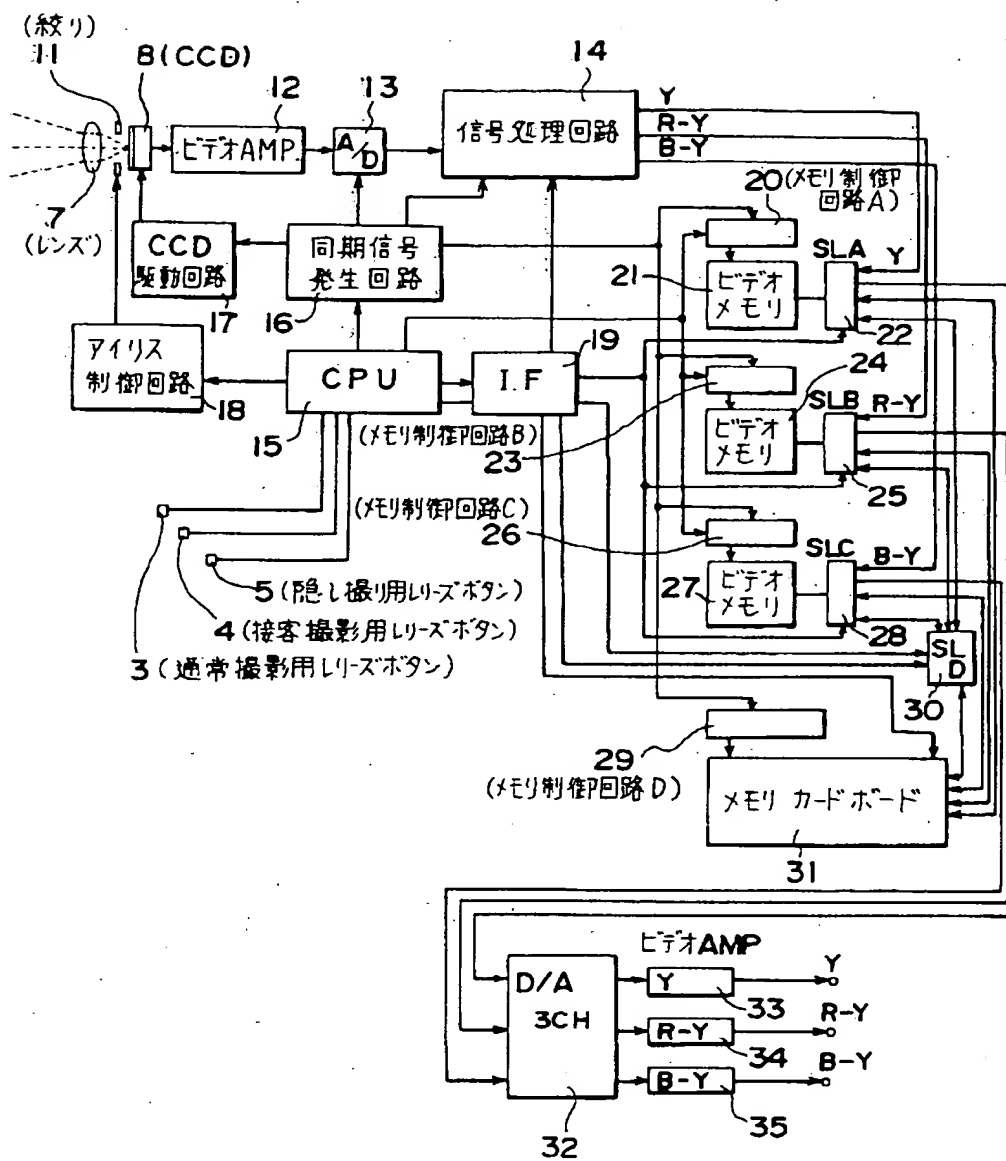 (絞り)
11
8(CCD)
12
13
14
ビデオAMP
A/D
信号処理回路
Y
R-Y
B-Y
7
(レンズ)
CCD
駆動回路
17
同期信号
発生回路
16
20(メモリ制御
回路A)
21
ビデオ
メモリ
SLA
Y
22
アイリス
制御回路
18
CPU
15
I.F
19
(メモリ制御回路B)
23
24
ビデオ
メモリ
SLB
R-Y
25
(メモリ制御回路C)
26
27
ビデオ
メモリ
SLC
B-Y
28
5(隠し撮り用レリーズボタン)
4(接客撮影用レリーズボタン)
3(通常撮影用レリーズボタン)
SL
D
30
29
(メモリ制御回路D)
メモリカードボード
31
ビデオAMP
D/A
3CH
32
Y
33
Y
R-Y
34
R-Y
B-Y
35
B-Y